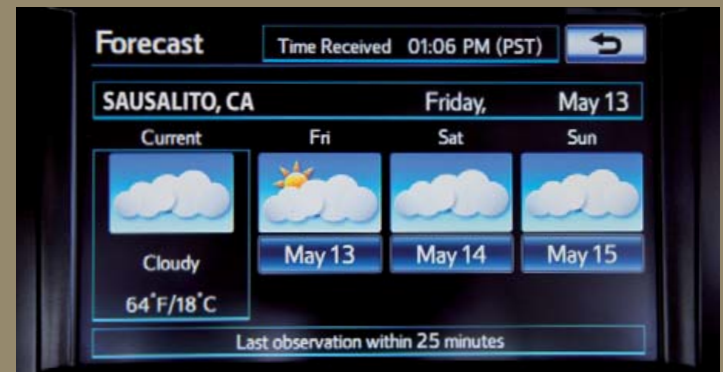 Forecast Time Received 01:06 PM (PST)
SAUSALITO, CA Friday, May 13
Current Fri Sat Sun
May 13 May 14 May 15
Cloudy
64°F/18°C
Last observation within 25 minutes